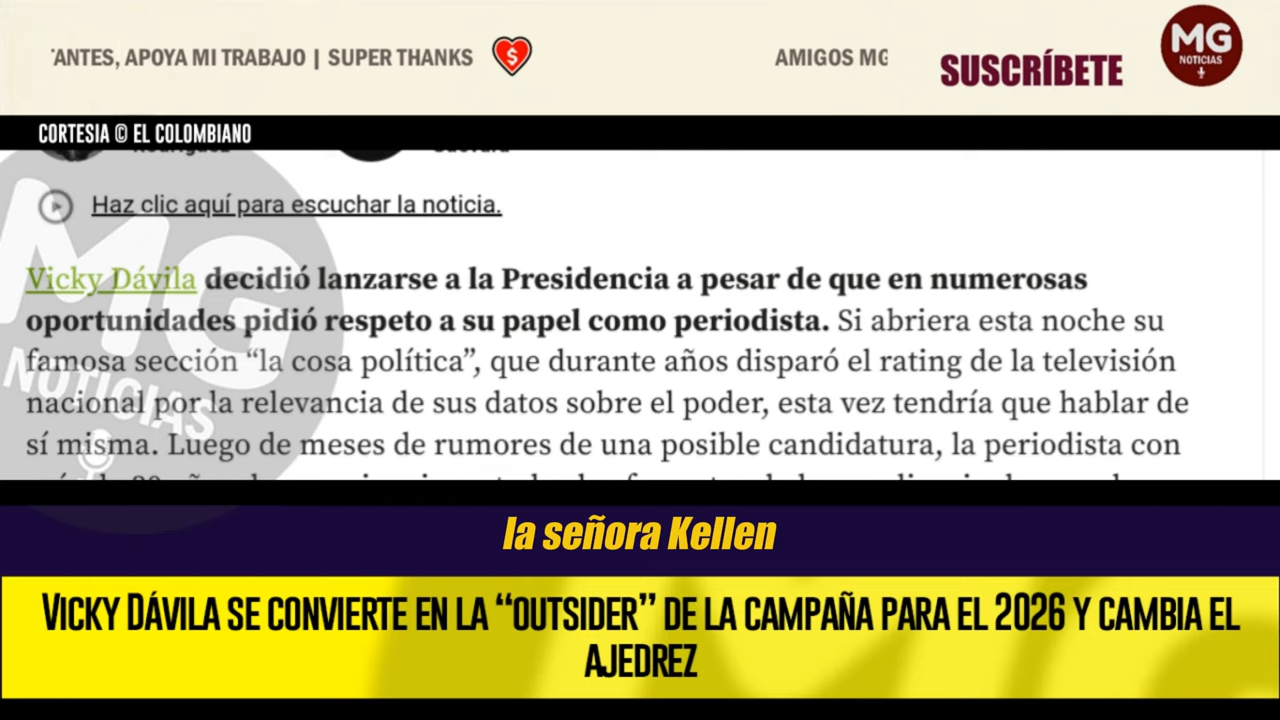 TANTES, APOYA MI TRABAJO | SUPER THANKS
AMIGOS MG
SUSCRÍBETE
MG
NOTICIAS
CORTESIA © EL COLOMBIANO
Haz clic aquí para escuchar la noticia.
Vicky Dávila decidió lanzarse a la Presidencia a pesar de que en numerosas
oportunidades pidió respeto a su papel como periodista. Si abriera esta noche su
famosa sección “la cosa política”, que durante años disparó el rating de la televisión
nacional por la relevancia de sus datos sobre el poder, esta vez tendría que hablar de
sí misma. Luego de meses de rumores de una posible candidatura, la periodista con
MG
NOTICIAS
la señora Kellen
VICKY DÁVILA SE CONVIERTE EN LA “OUTSIDER” DE LA CAMPAÑA PARA EL 2026 Y CAMBIA EL
AJEDREZ